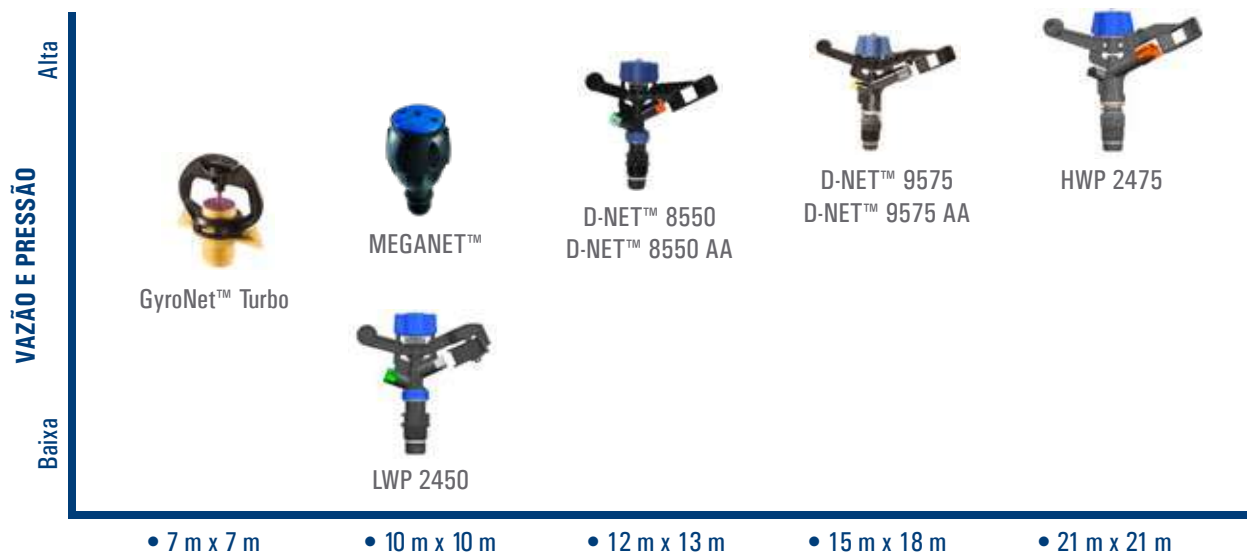 Alta
VAZÃO E PRESSÃO
Baixa
GyroNet™ Turbo
MEGANET™
LWP 2450
D-NET™ 8550
D-NET™ 8550 AA
D-NET™ 9575
D-NET™ 9575 AA
HWP 2475
• 7 m x 7 m
• 10 m x 10 m
• 12 m x 13 m
• 15 m x 18 m
• 21 m x 21 m